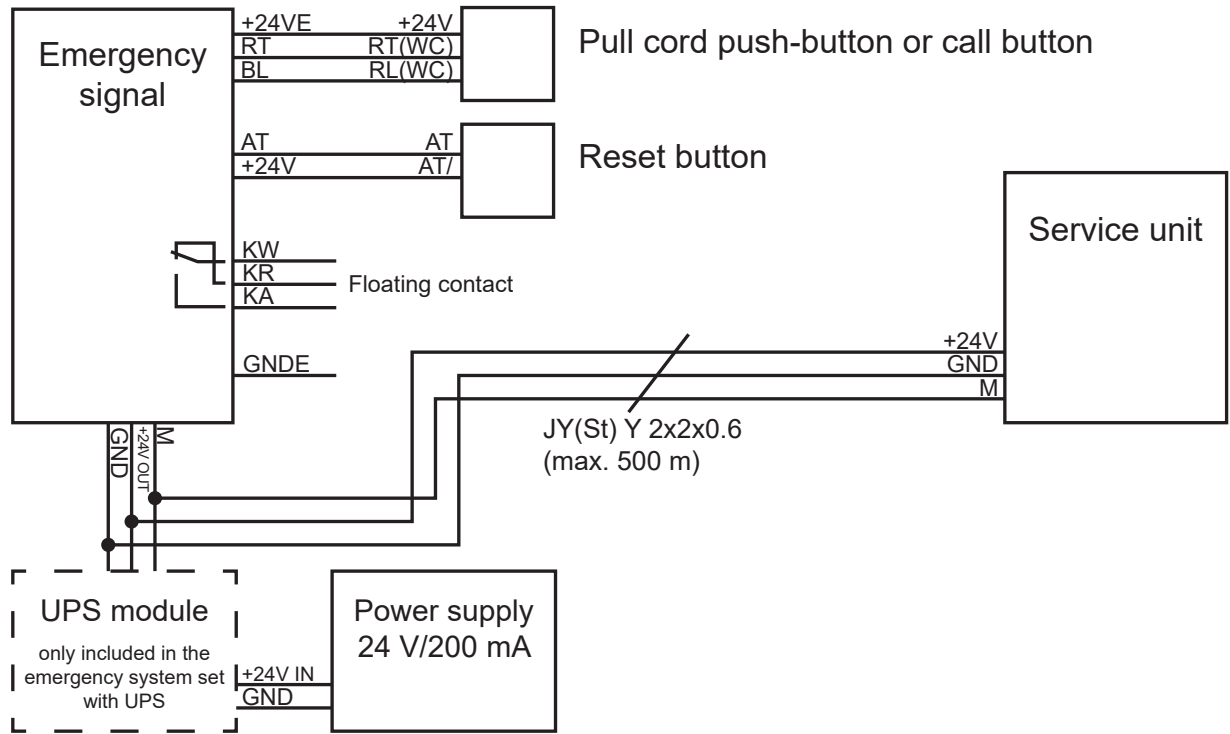 Emergency
signal
+24VE +24V
RT RT(WC)
BL RL(WC)
Pull cord push-button or call button
AT AT
+24V AT/
Reset button
KW
KR
KA
Floating contact
GNDE
Service unit
+24V
GND
M
JY(St) Y 2x2x0.6
(max. 500 m)
GND
+24V OUT
M
UPS module
only included in the
emergency system set
with UPS
+24V IN
GND
Power supply
24 V/200 mA